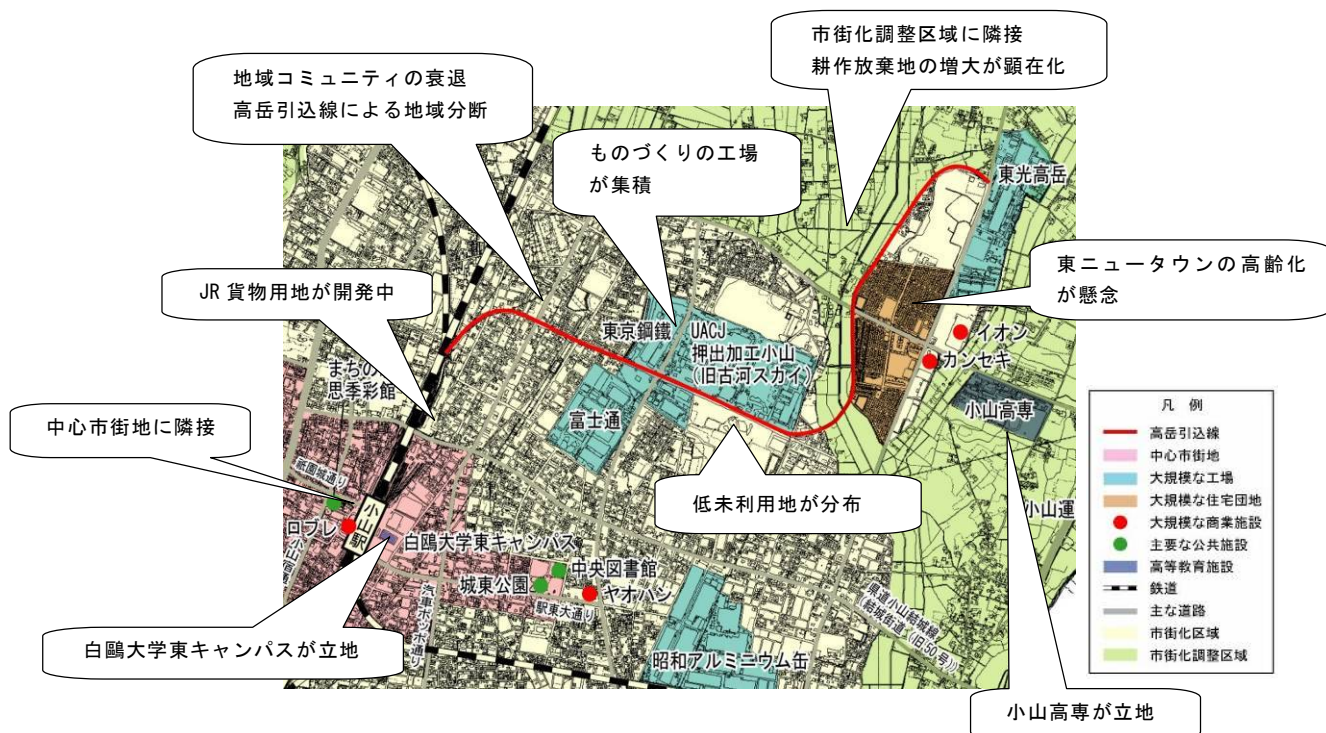 市街化調整区域に隣接
耕作放棄地の増大が顕在化
地域コミュニティの衰退
高岳引込線による地域分断
ものづくりの工場
が集積
東光高岳
東ニュータウンの高齢化
が懸念
JR貨物用地が開発中
東京鋼鐵
UACJ
押出加工小山
(旧古河スカイ)
イオン
カンセキ
まちの
思季彩館
小山高専
富士通
中心市街地に隣接
祇園城通り
低未利用地が分布
小山運
ロブレ
小山駅
白鷗大学東キャンパス
中央図書館
城東公園
ヤオハン
駅東大通り
汽車ポッポ通り
県道小山結城線
(結城街道(旧50号))
白鷗大学東キャンパスが立地
昭和アルミニウム缶
小山高専が立地
凡例
高岳引込線
中心市街地
大規模な工場
大規模な住宅団地
大規模な商業施設
主要な公共施設
高等教育施設
鉄道
主な道路
市街化区域
市街化調整区域